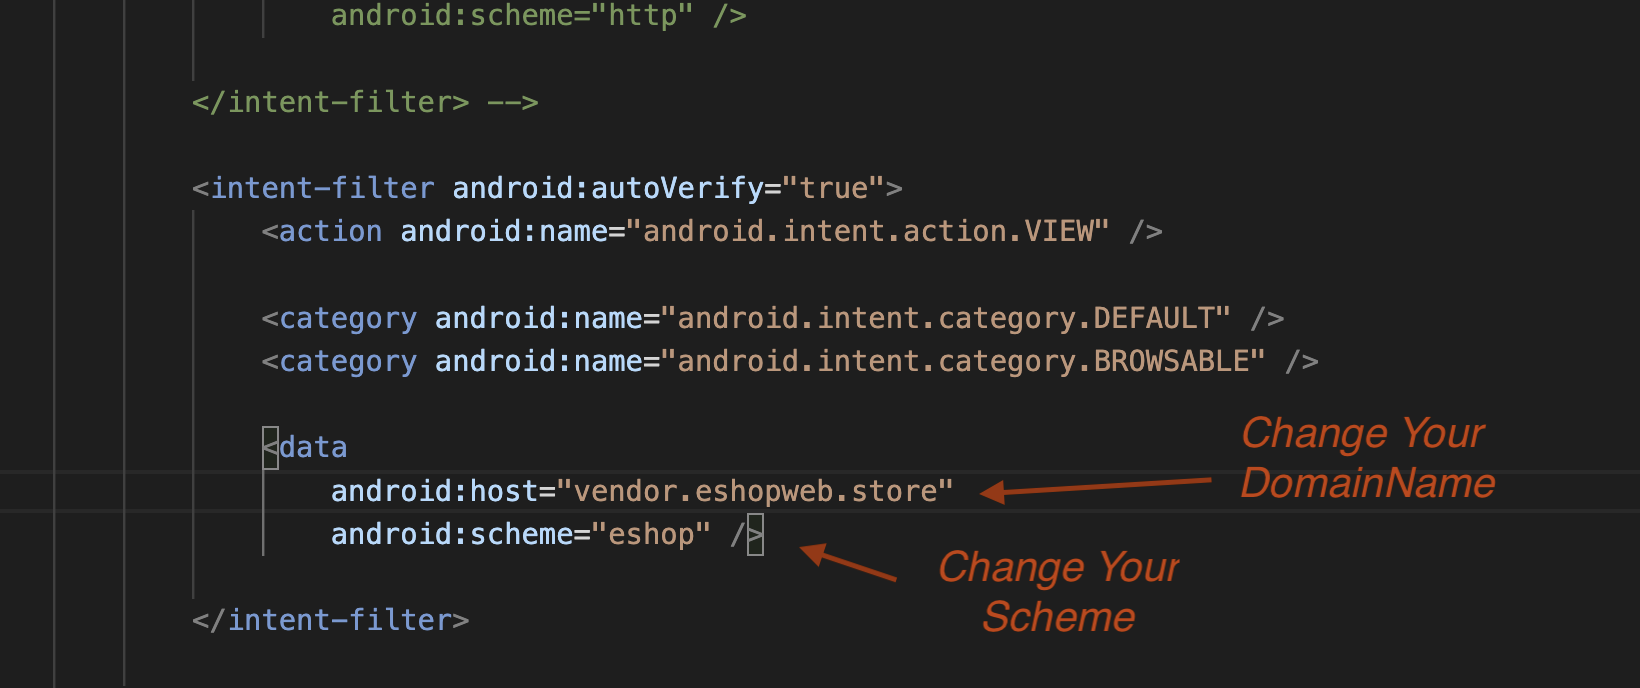 android:scheme="http" />
</intent-filter> -->
<intent-filter android:autoVerify="true">
<action android:name="android.intent.action.VIEW" />
<category android:name="android.intent.category.DEFAULT" />
<category android:name="android.intent.category.BROWSABLE" />
<data
android:host="vendor.eshopweb.store"
android:scheme="eshop" />
</intent-filter>
Change Your
DomainName
Change Your
Scheme